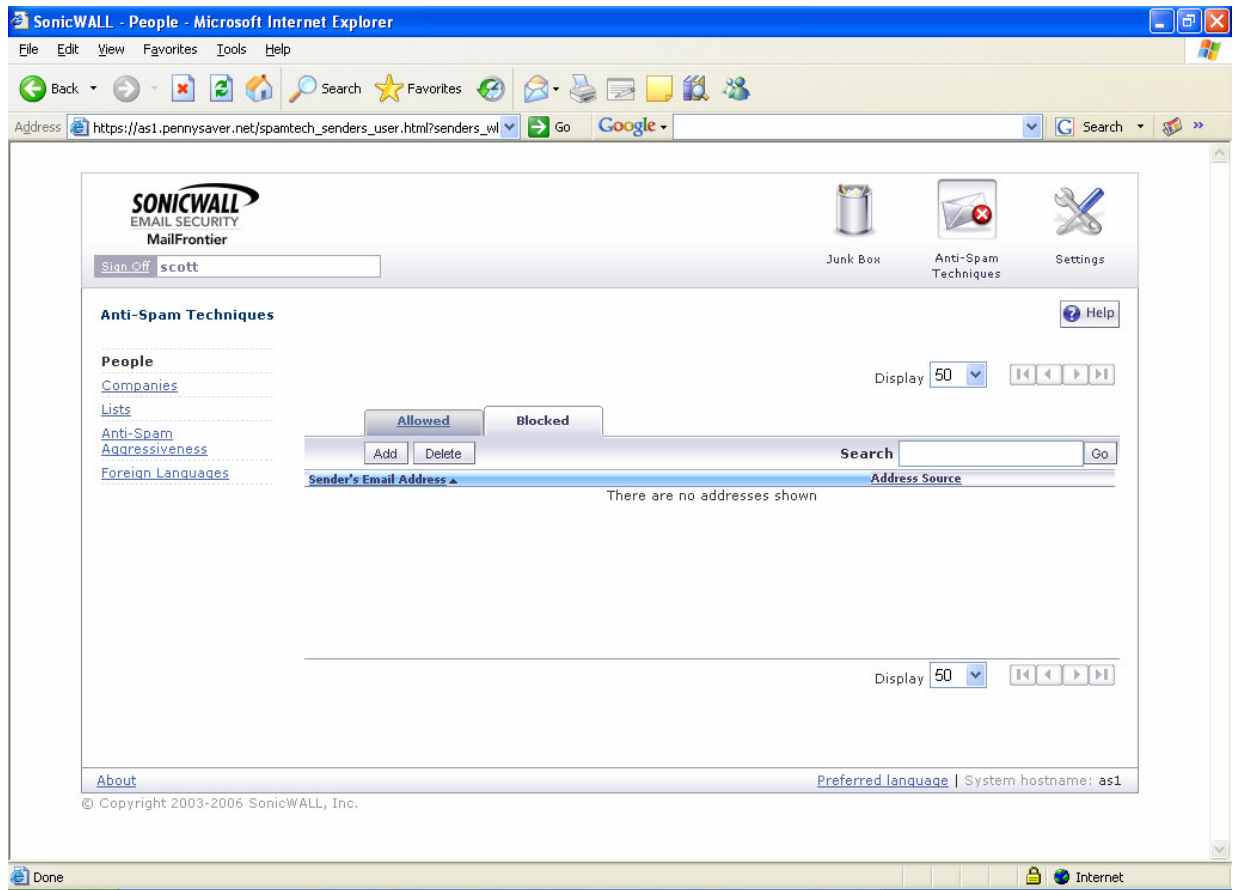 SonicWALL - People - Microsoft Internet Explorer
File Edit View Favorites Tools Help
Back Search Favorites
Address https://as1.pennysaver.net/spamtech_senders_user.html?senders_wl Go Google Search »
SONICWALL
EMAIL SECURITY
MailFrontier
Sign Off scott
Junk Box
Anti-Spam
Techniques
Settings
Anti-Spam Techniques
Help
People
Companies
Lists
Anti-Spam
Aggressiveness
Foreign Languages
Display 50
Allowed Blocked
Add Delete Search Go
Sender's Email Address Address Source
There are no addresses shown
Display 50
About Preferred language | System hostname: as1
© Copyright 2003-2006 SonicWALL, Inc.
Done Internet